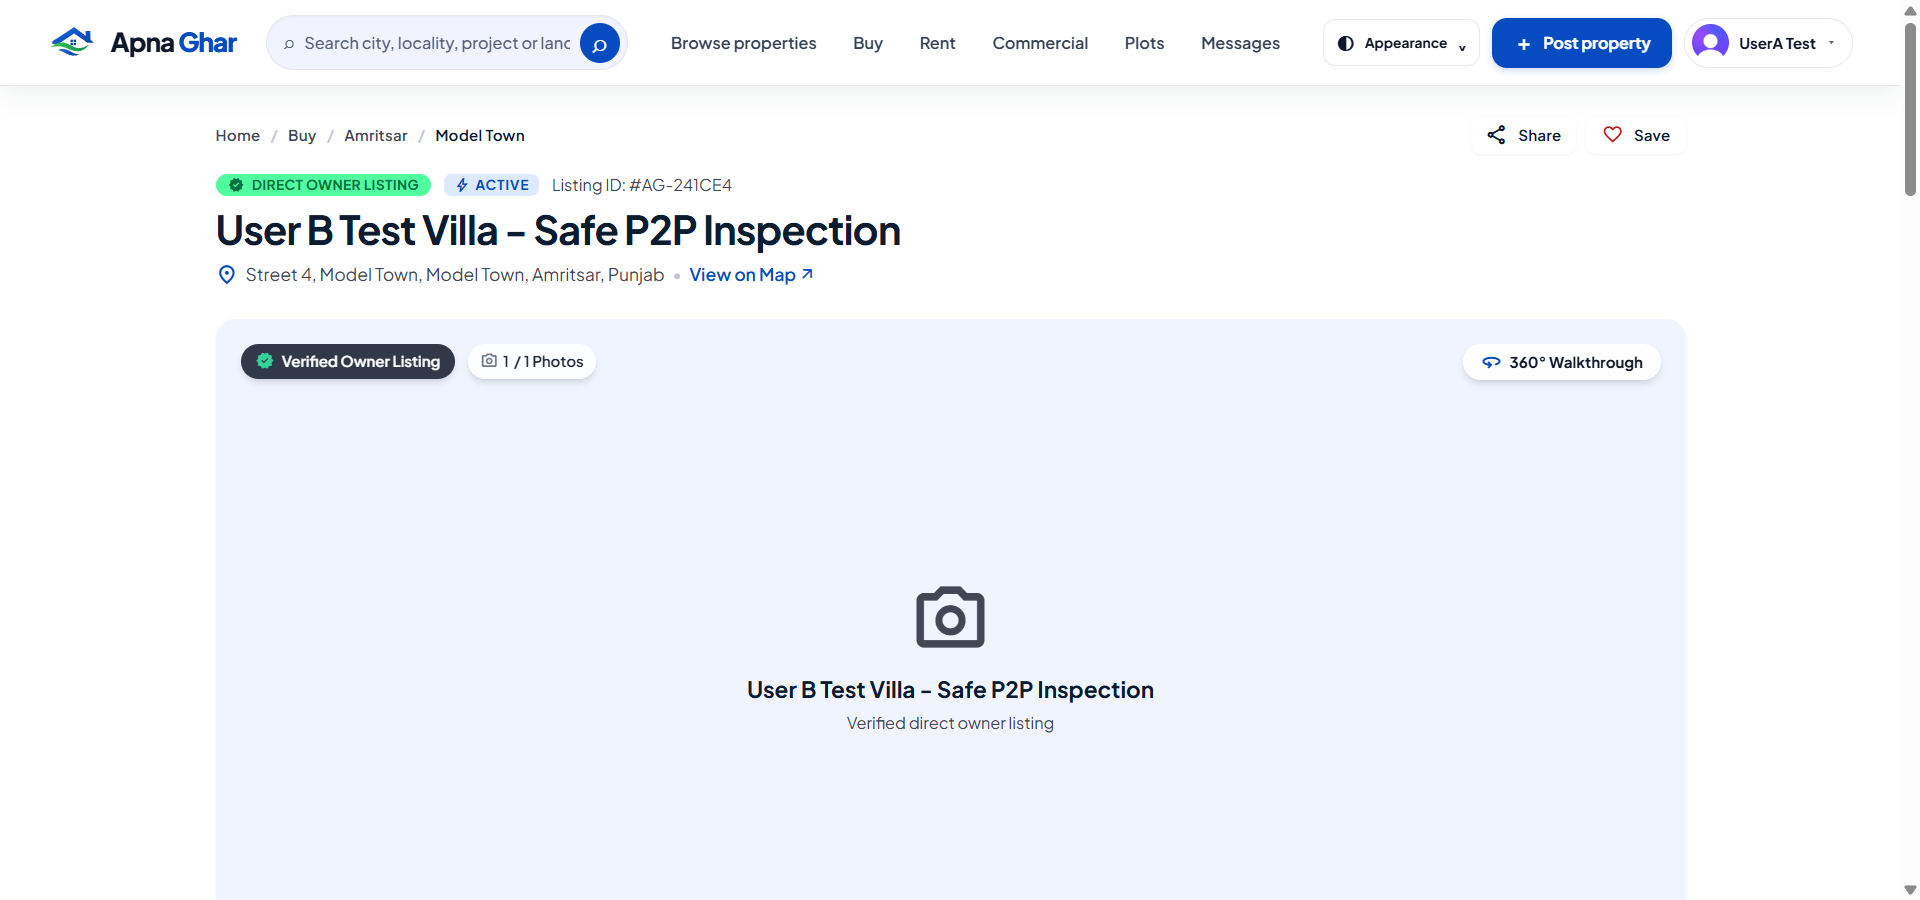 Apna Ghar
Search city, locality, project or lanc
Browse properties
Buy
Rent
Commercial
Plots
Messages
Appearance
+ Post property
UserA Test
Home / Buy / Amritsar / Model Town
Share
Save
DIRECT OWNER LISTING
ACTIVE
Listing ID: #AG-241CE4
User B Test Villa – Safe P2P Inspection
Street 4, Model Town, Model Town, Amritsar, Punjab • View on Map
Verified Owner Listing
1 / 1 Photos
360° Walkthrough
User B Test Villa – Safe P2P Inspection
Verified direct owner listing